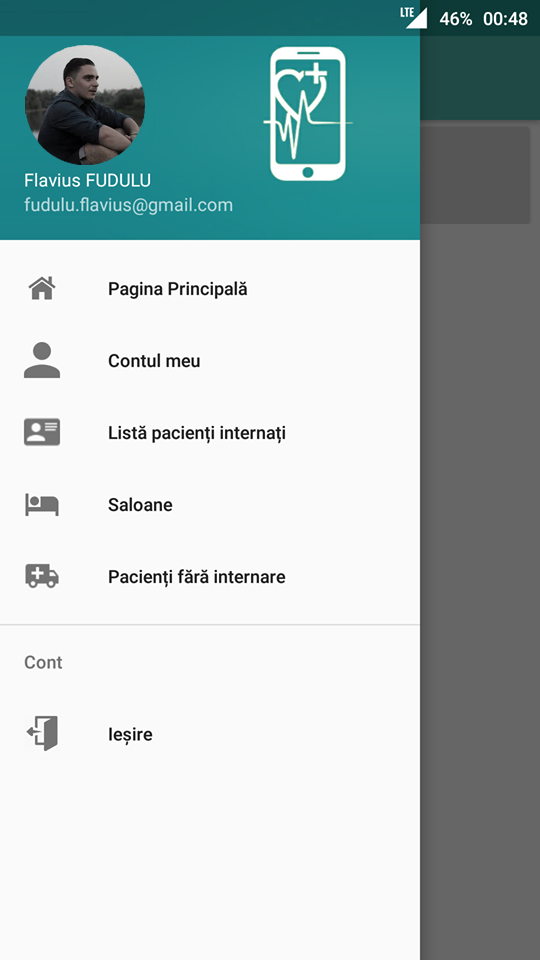 LTE 46% 00:48
Flavius FUDULU
fudulu.flavius@gmail.com
Pagina Principală
Contul meu
Listă pacienți internați
Saloane
Pacienți fără internare
Cont
Ieșire